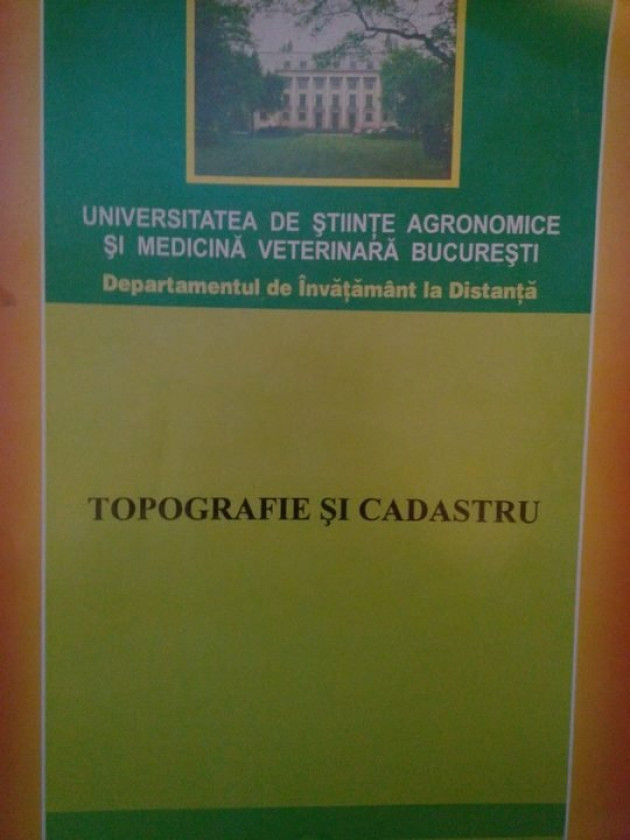 UNIVERSITATEA DE ŞTIINŢE AGRONOMICE
ŞI MEDICINĂ VETERINARĂ BUCUREŞTI
Departamentul de Învăţământ la Distanţă
TOPOGRAFIE ŞI CADASTRU